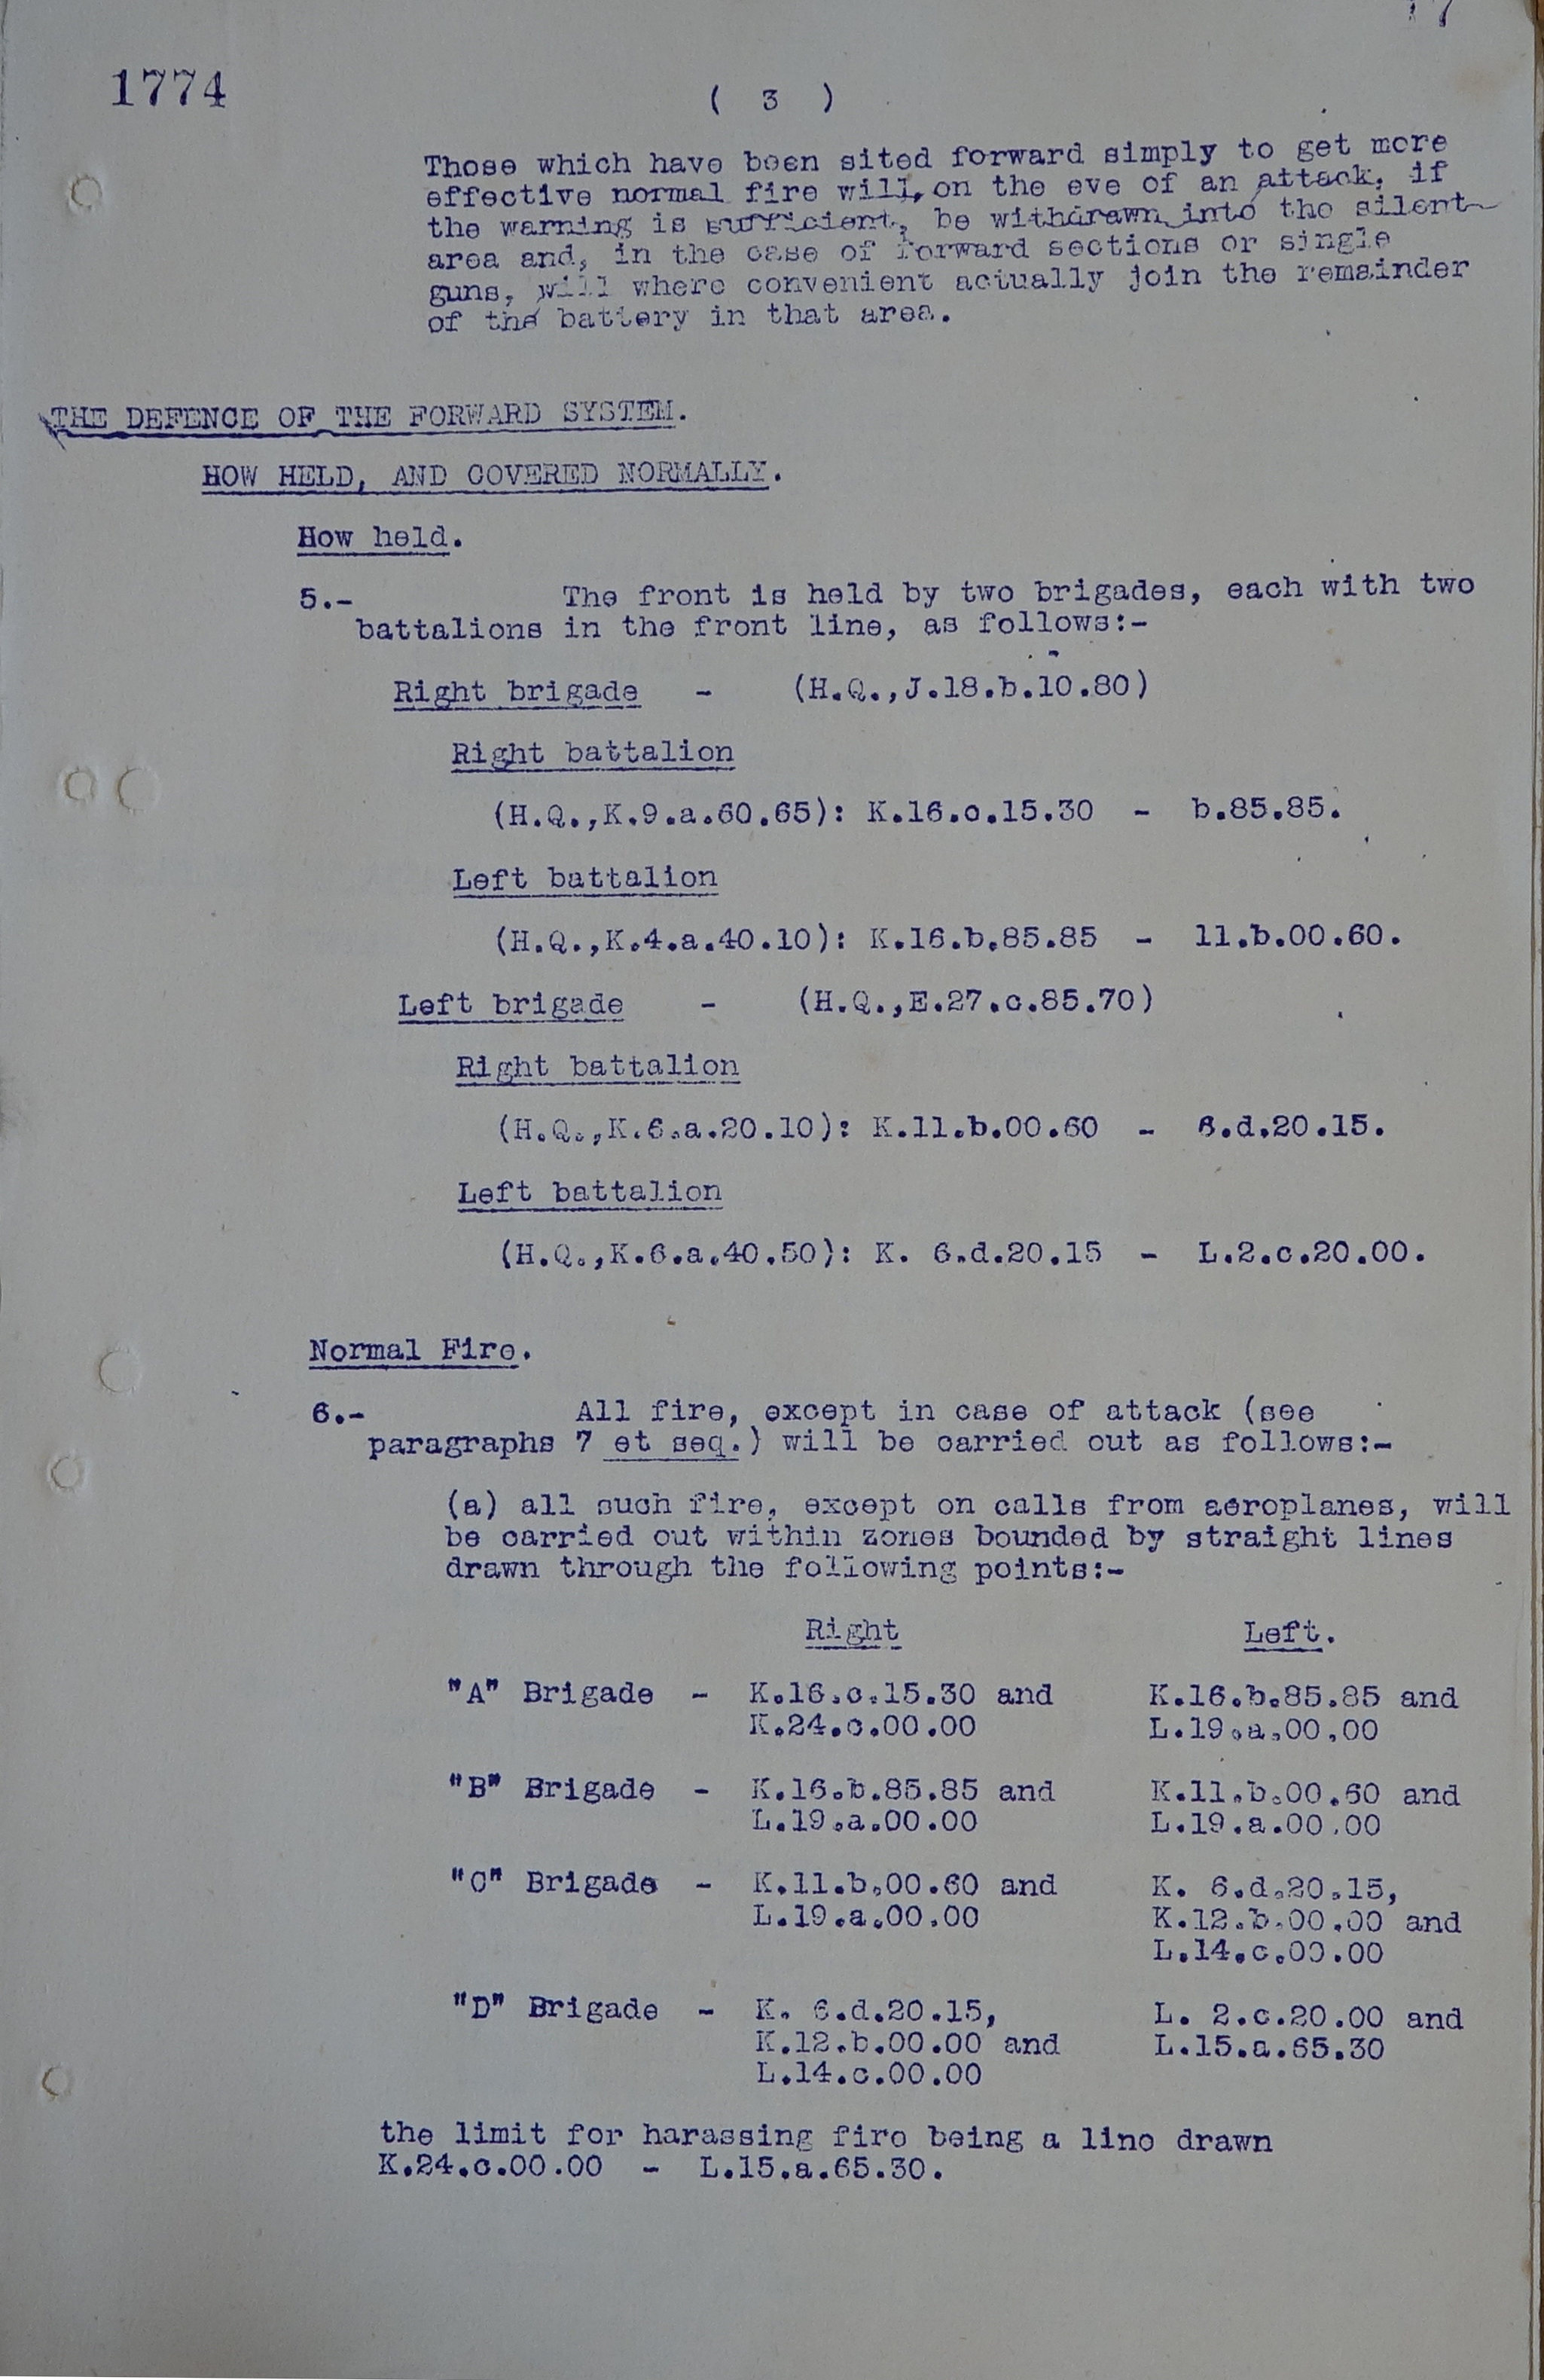 1774
( 3 )
Those which have been sited forward simply to get more
effective normal fire will, on the eve of an attack, if
the warning is sufficient, be withdrawn into the silent
area and, in the case of forward sections or single
guns, will where convenient actually join the remainder
of the battery in that area.
THE DEFENCE OF THE FORWARD SYSTEM.
HOW HELD, AND COVERED NORMALLY.
How held.
5.- The front is held by two brigades, each with two
battalions in the front line, as follows:-
Right brigade - (H.Q.,J.18.b.10.80)
Right battalion
(H.Q.,K.9.a.60.65): K.16.c.15.30 - b.85.85.
Left battalion
(H.Q.,K.4.a.40.10): K.16.b.85.85 - 11.b.00.60.
Left brigade - (H.Q.,E.27.c.85.70)
Right battalion
(H.Q.,K.6.a.20.10): K.11.b.00.60 - 6.d.20.15.
Left battalion
(H.Q.,K.6.a.40.50): K. 6.d.20.15 - L.2.c.20.00.
Normal Fire.
6.- All fire, except in case of attack (see
paragraphs 7 et seq.) will be carried out as follows:-
(a) all such fire, except on calls from aeroplanes, will
be carried out within zones bounded by straight lines
drawn through the following points:-
Right Left.
"A" Brigade - K.16.c.15.30 and K.16.b.85.85 and
K.24.c.00.00 L.19.a.00.00
"B" Brigade - K.16.b.85.85 and K.11.b.00.60 and
L.19.a.00.00 L.19.a.00.00
"C" Brigade - K.11.b.00.60 and K. 6.d.20.15,
L.19.a.00.00 K.12.b.00.00 and
L.14.c.00.00
"D" Brigade - K. 6.d.20.15, L. 2.c.20.00 and
K.12.b.00.00 and L.15.a.65.30
L.14.c.00.00
the limit for harassing fire being a line drawn
K.24.c.00.00 - L.15.a.65.30.